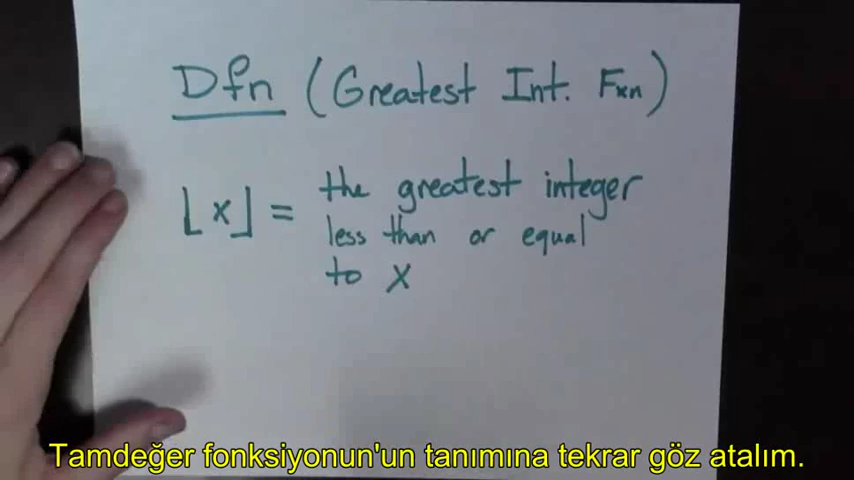 Dfn (Greatest Int. Fxn)
⌊x⌋ = the greatest integer
less than or equal
to x
Tamdeğer fonksiyonun'un tanımına tekrar göz atalım.